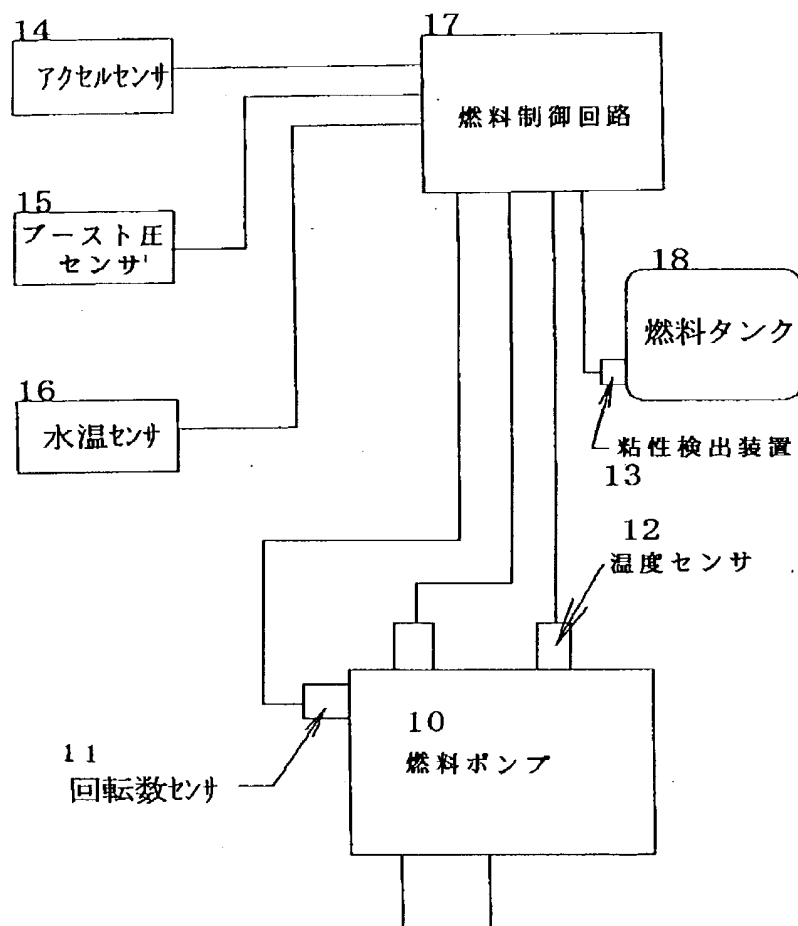 14
アクセルセンサ
17
燃料制御回路
15
ブースト圧
センサ
18
燃料タンク
16
水温センサ
粘性検出装置
13
12
温度センサ
10
燃料ポンプ
11
回転数センサ